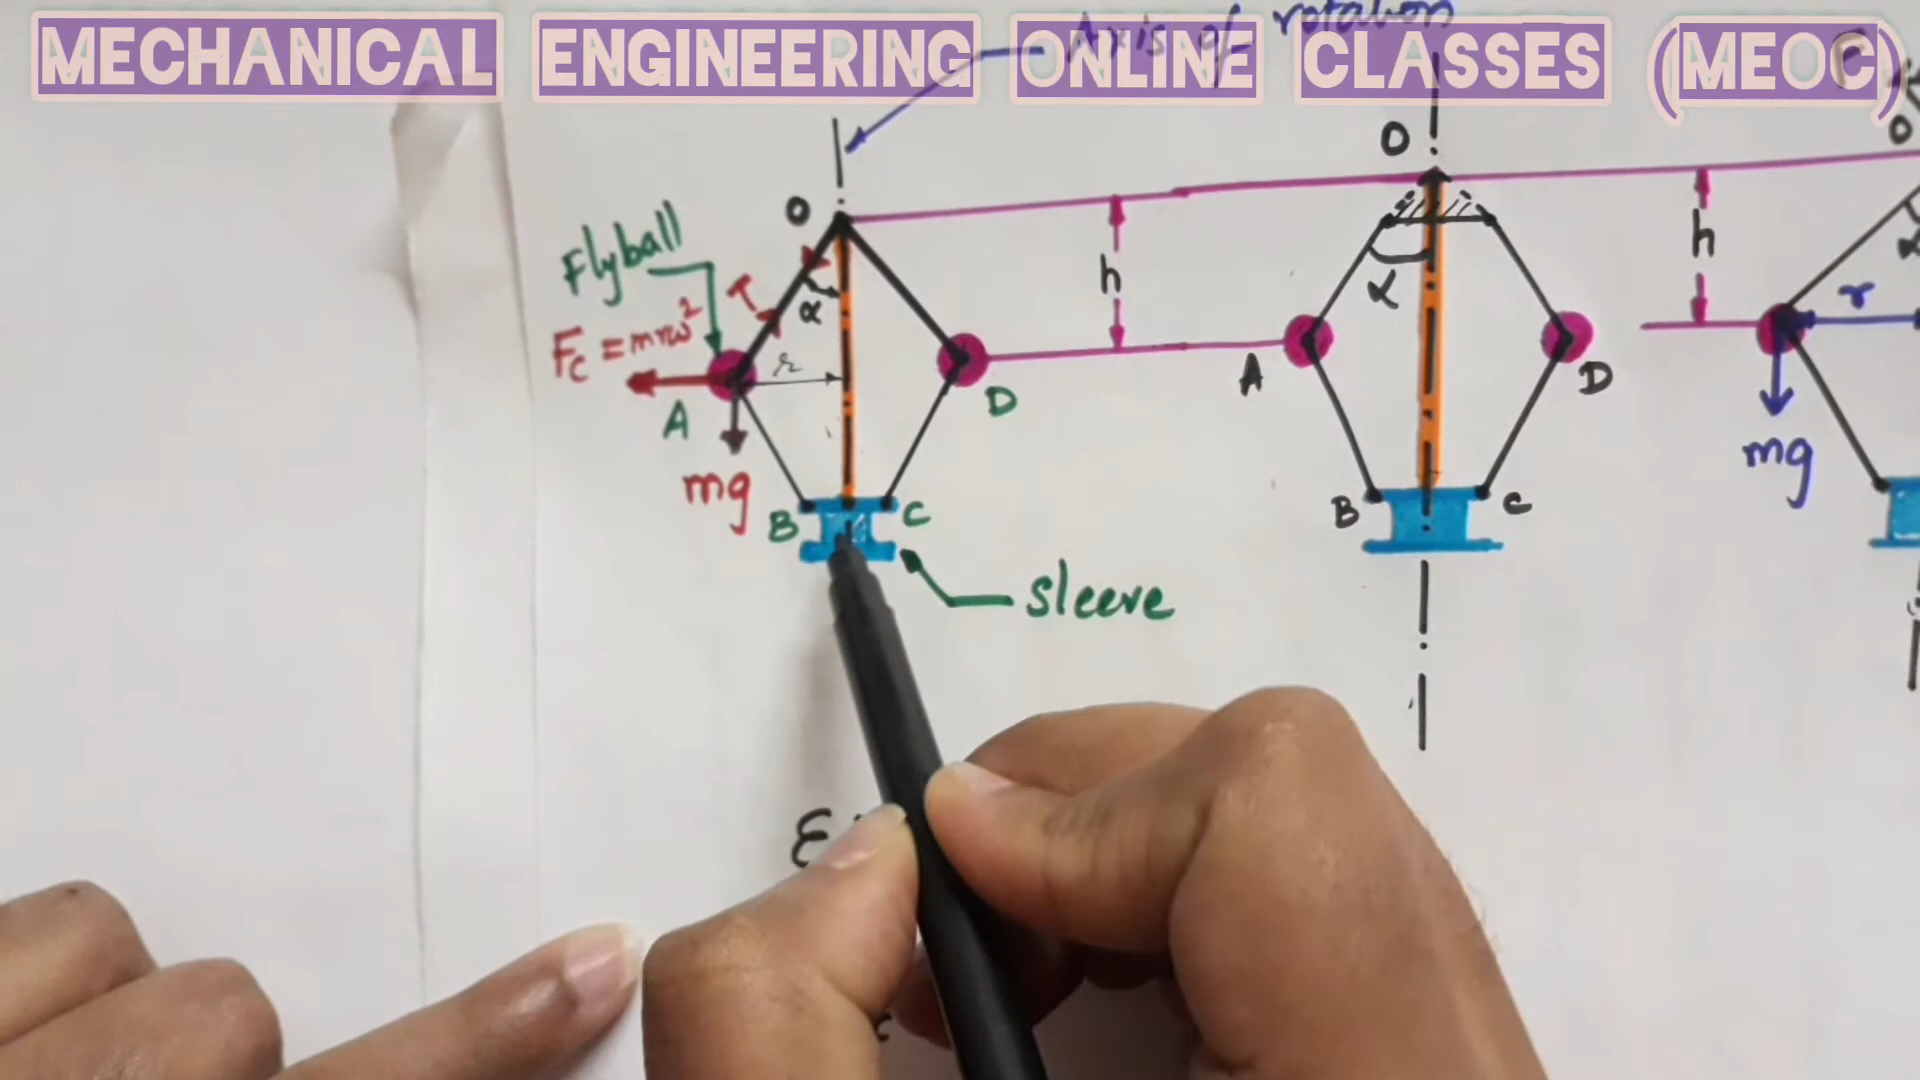 MECHANICAL ENGINEERING ONLINE CLASSES (MEOC)
Axis of rotation
O
O
O
Flyball
T
α
α
h
h
r
Fc = mrω²
r
A
D
A
D
mg
mg
B
C
B
C
sleeve